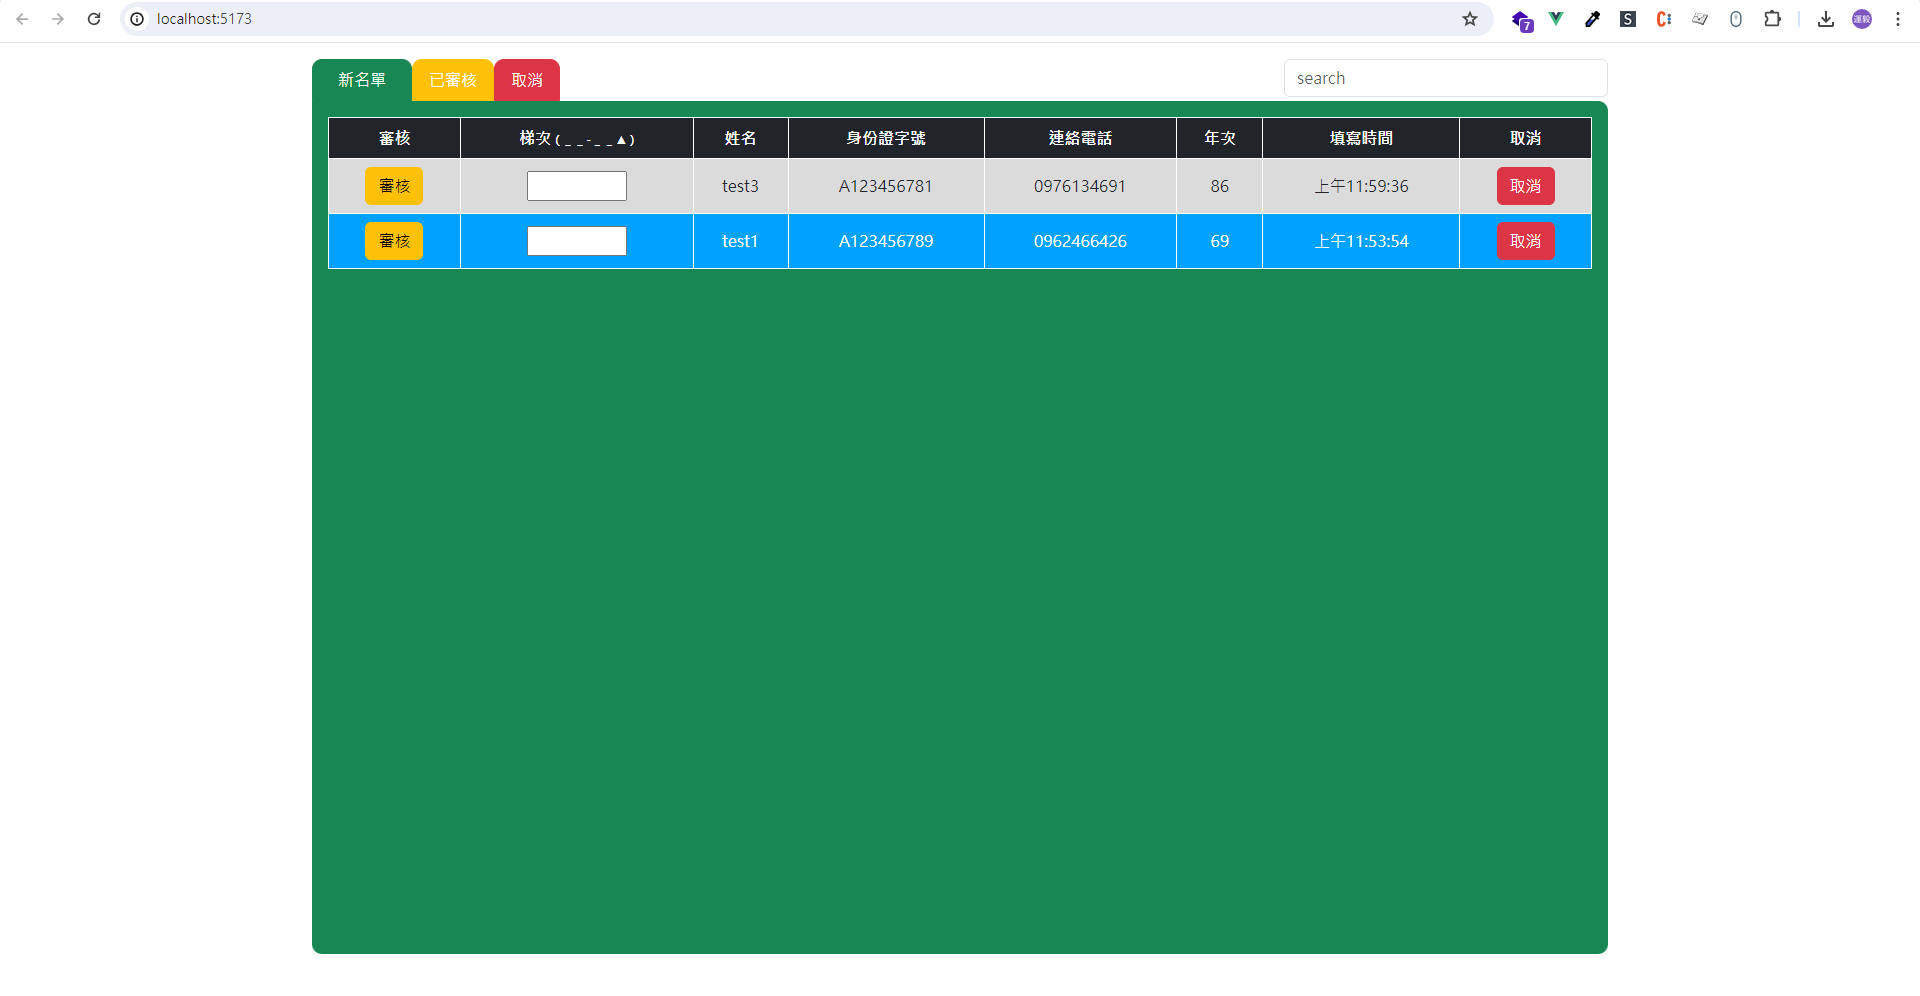 localhost:5173
7
S
運毅
新名單 已審核 取消
search
審核 梯次 ( _ _ - _ _ ▲ ) 姓名 身份證字號 連絡電話 年次 填寫時間 取消
審核 test3 A123456781 0976134691 86 上午11:59:36 取消
審核 test1 A123456789 0962466426 69 上午11:53:54 取消